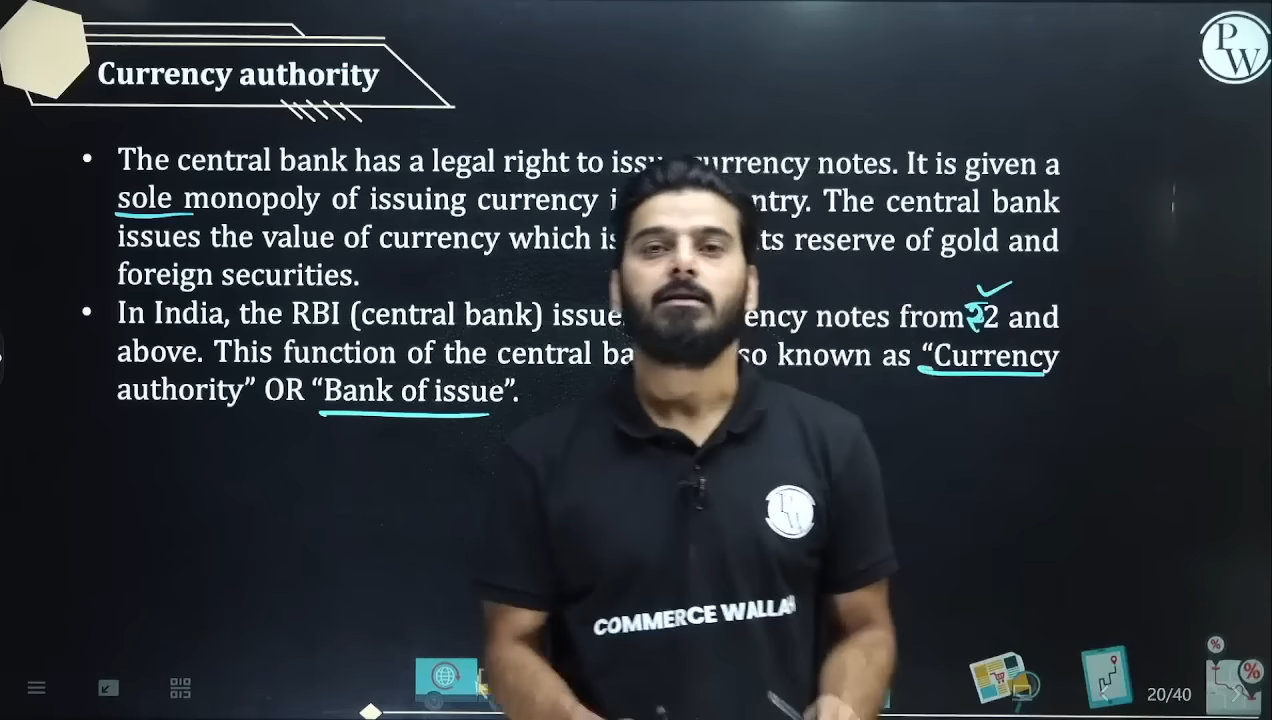 Currency authority
PW
• The central bank has a legal right to issu currency notes. It is given a
sole monopoly of issuing currency ntry. The central bank
issues the value of currency which is ts reserve of gold and
foreign securities.
• In India, the RBI (central bank) issue ency notes from ₹2 and
above. This function of the central ba so known as “Currency
authority” OR “Bank of issue”.
PW
COMMERCE WALLAH
%
%
20/40